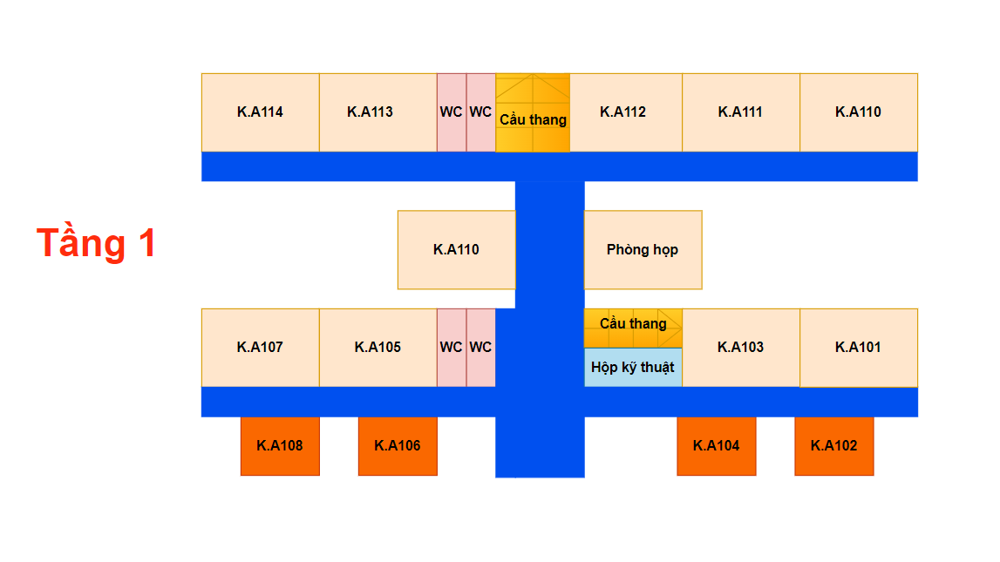 K.A114
K.A113
WC
WC
Cầu thang
K.A112
K.A111
K.A110
Tầng 1
K.A110
Phòng họp
K.A107
K.A105
WC
WC
Cầu thang
Hộp kỹ thuật
K.A103
K.A101
K.A108
K.A106
K.A104
K.A102